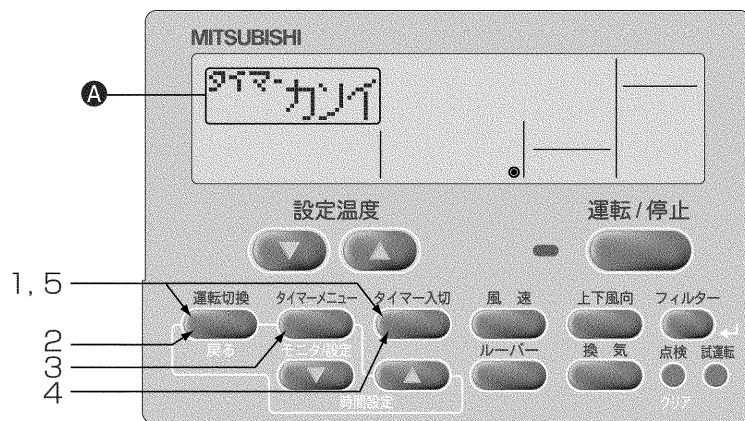 MITSUBISHI
A
タイマー カンイ
設定温度
運転/停止
1, 5
運転切換 タイマーメニュー タイマー入切 風 速 上下風向 フィルター
2
戻る モニタ/設定 ルーバー 換 気 点検 試運転
3
4
時間設定 クリア